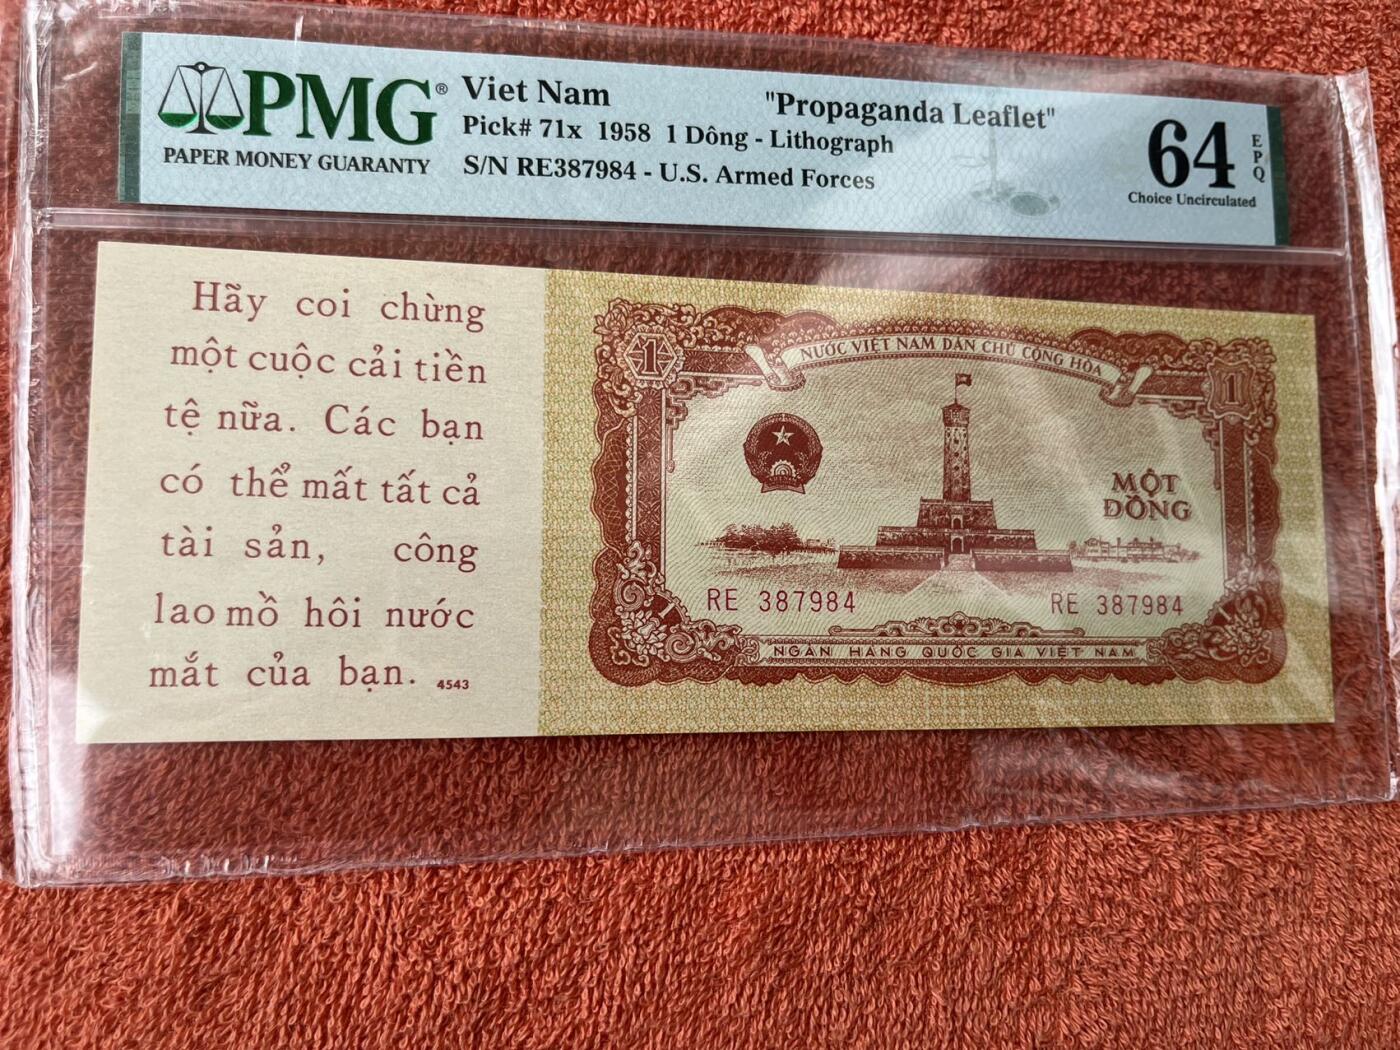 PMG®
PAPER MONEY GUARANTY
Viet Nam "Propaganda Leaflet"
Pick# 71x 1958 1 Dông - Lithograph
S/N RE387984 - U.S. Armed Forces
64
EPQ
Choice Uncirculated
Hãy coi chừng
một cuộc cải tiền
tệ nữa. Các bạn
có thể mất tất cả
tài sản, công
lao mồ hôi nước
mắt của bạn. 4543
1
NƯỚC VIỆT NAM DÂN CHỦ CỘNG HÒA
1
MỘT
ĐỒNG
RE 387984
RE 387984
1
1
NGÂN HÀNG QUỐC GIA VIỆT NAM